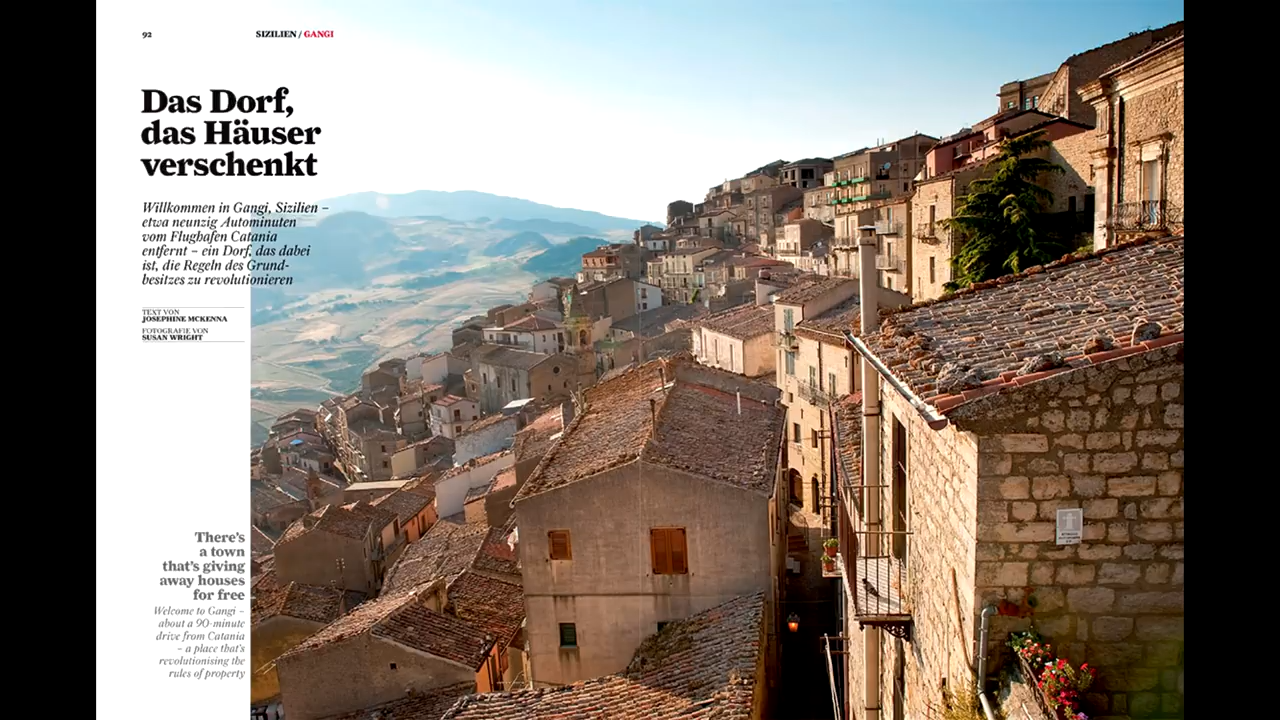 92
SIZILIEN / GANGI
Das Dorf,
das Häuser
verschenkt
Willkommen in Gangi, Sizilien –
etwa neunzig Autominuten
vom Flughafen Catania
entfernt – ein Dorf, das dabei
ist, die Regeln des Grund-
besitzes zu revolutionieren
TEXT VON
JOSEPHINE MCKENNA
FOTOGRAFIE VON
SUSAN WRIGHT
There's
a town
that's giving
away houses
for free
Welcome to Gangi –
about a 90-minute
drive from Catania
– a place that's
revolutionising the
rules of property